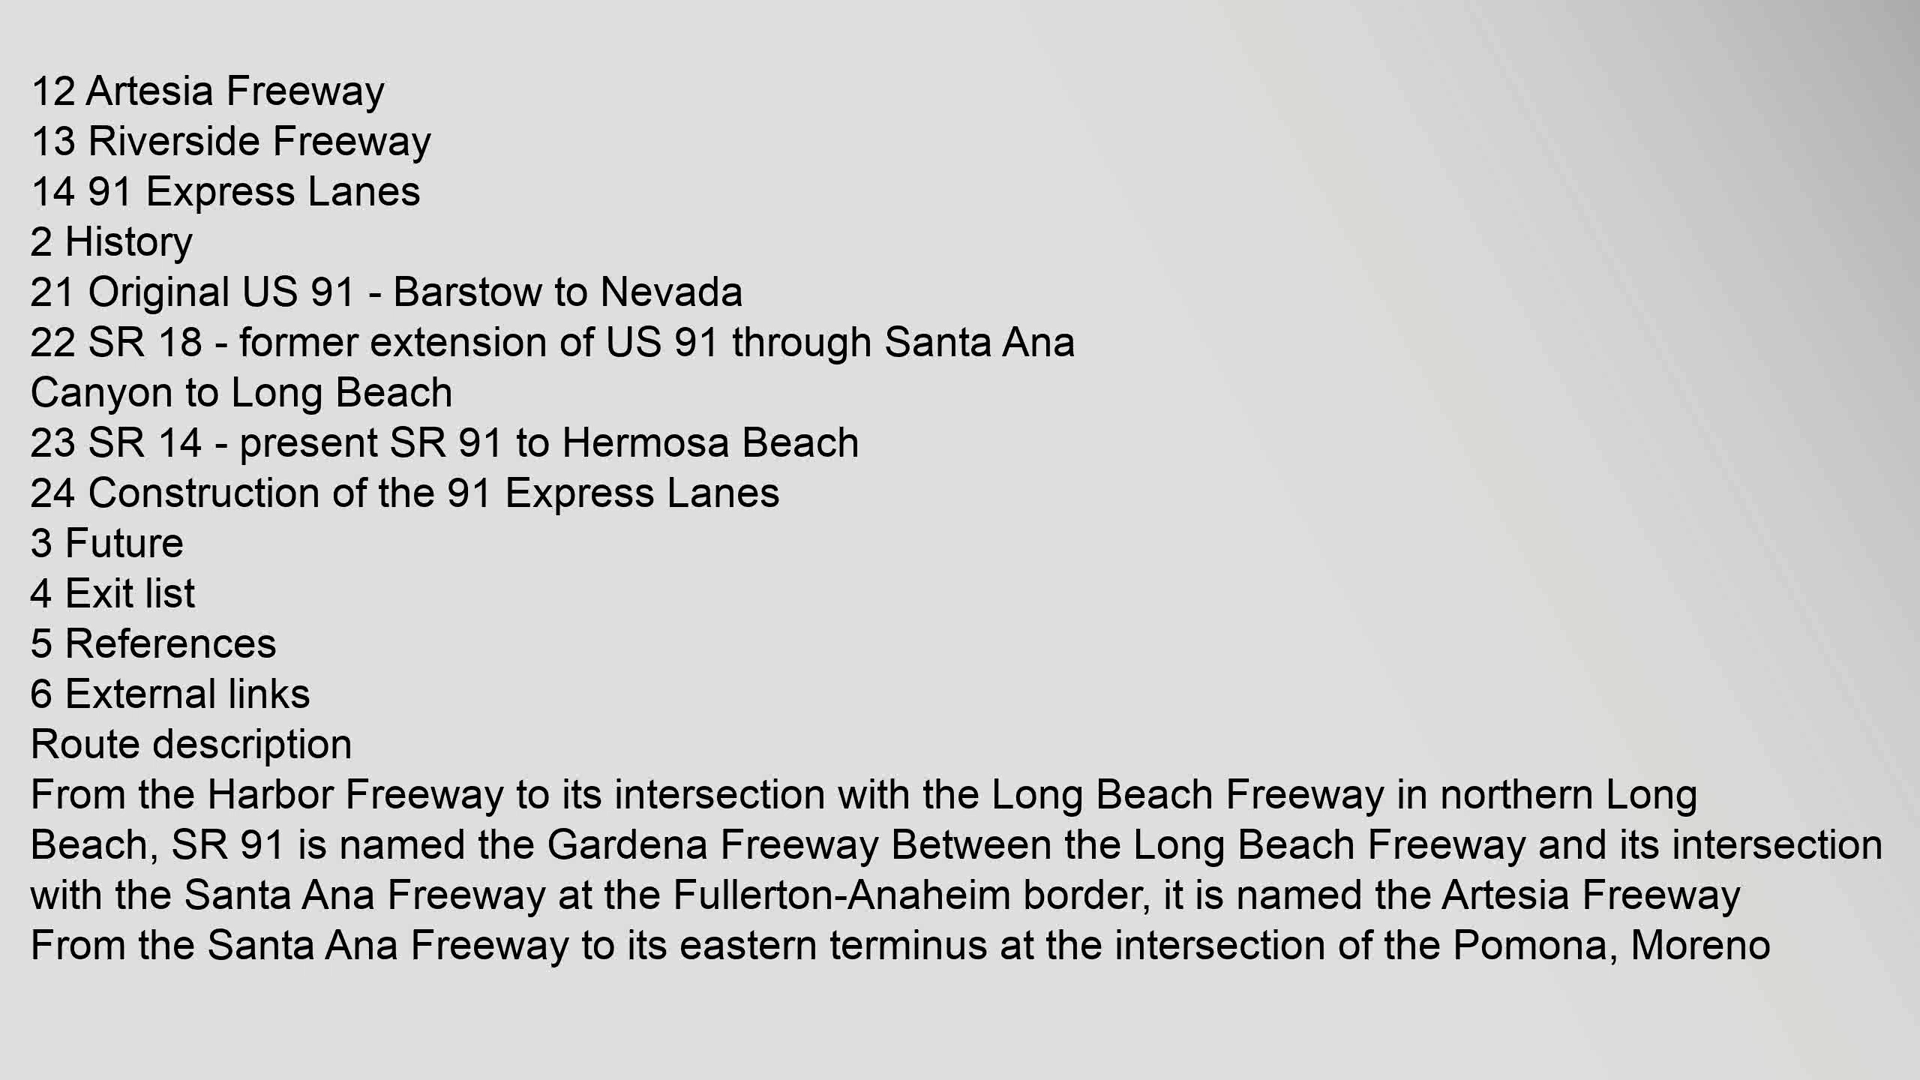 12 Artesia Freeway
13 Riverside Freeway
14 91 Express Lanes
2 History
21 Original US 91 - Barstow to Nevada
22 SR 18 - former extension of US 91 through Santa Ana
Canyon to Long Beach
23 SR 14 - present SR 91 to Hermosa Beach
24 Construction of the 91 Express Lanes
3 Future
4 Exit list
5 References
6 External links
Route description
From the Harbor Freeway to its intersection with the Long Beach Freeway in northern Long
Beach, SR 91 is named the Gardena Freeway Between the Long Beach Freeway and its intersection
with the Santa Ana Freeway at the Fullerton-Anaheim border, it is named the Artesia Freeway
From the Santa Ana Freeway to its eastern terminus at the intersection of the Pomona, Moreno